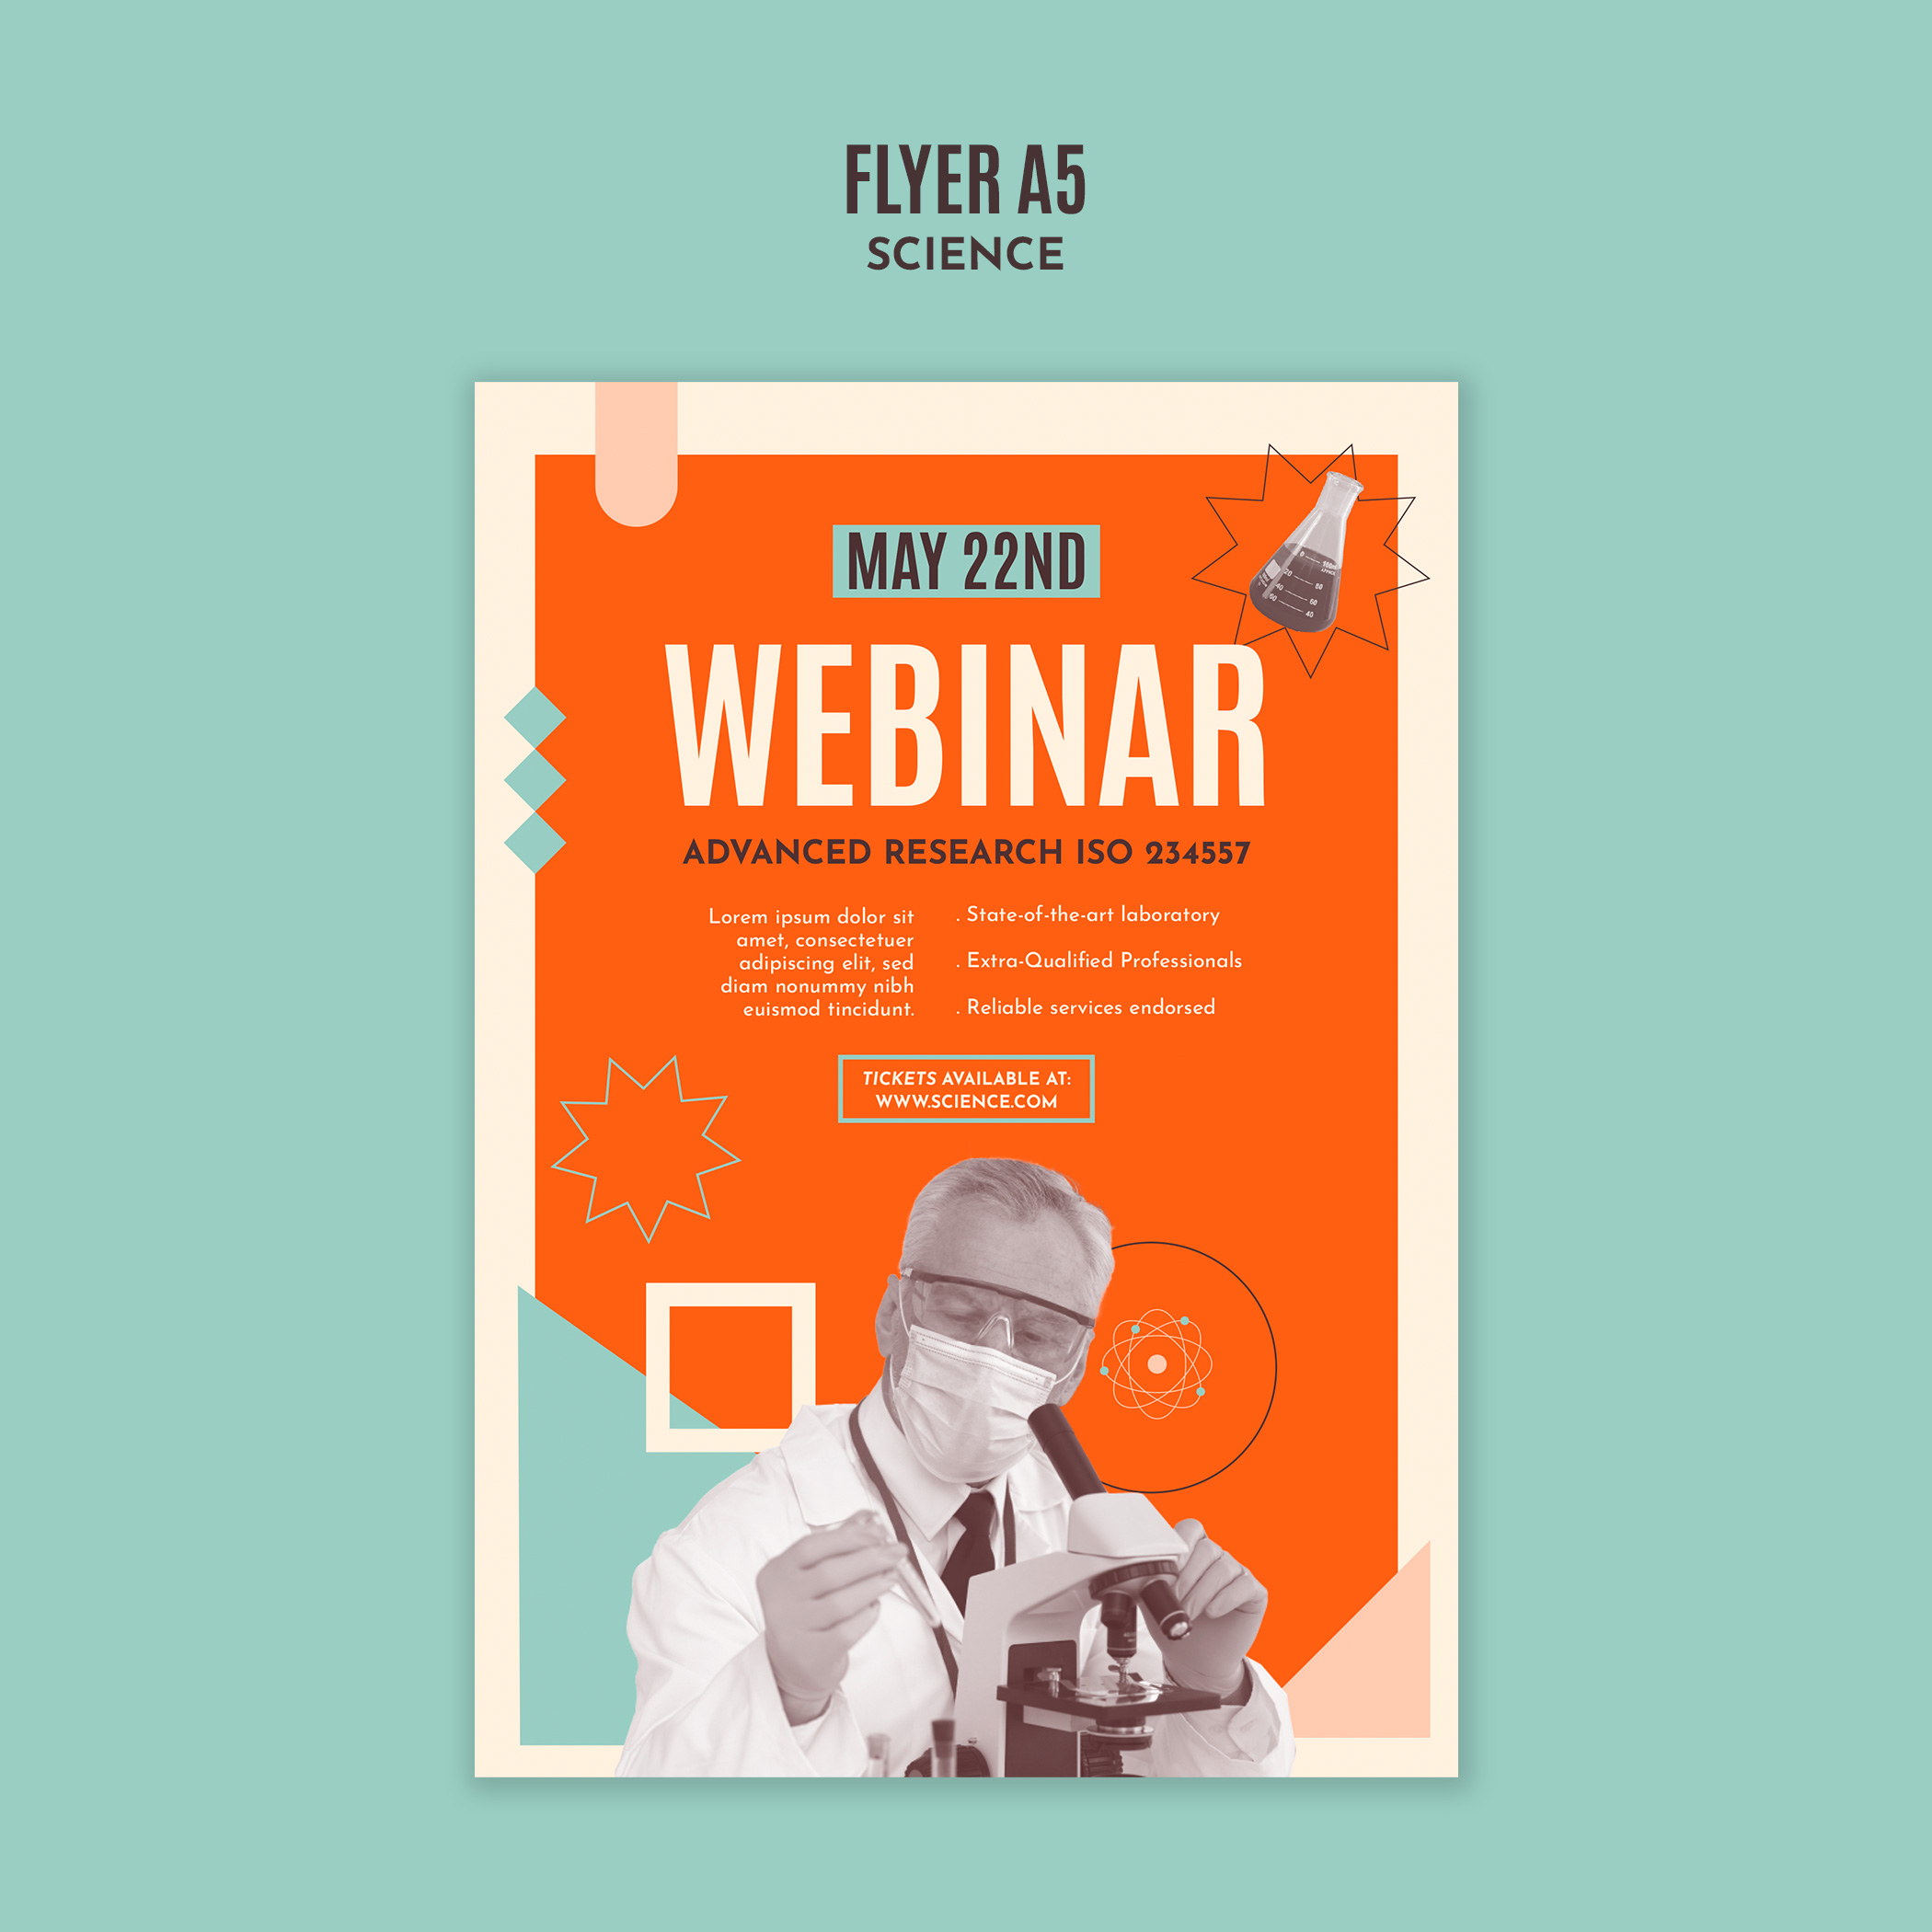 FLYER A5
SCIENCE
MAY 22ND
WEBINAR
ADVANCED RESEARCH ISO 234557
Lorem ipsum dolor sit
amet, consectetuer
adipiscing elit, sed
diam nonummy nibh
euismod tincidunt.
. State-of-the-art laboratory
. Extra-Qualified Professionals
. Reliable services endorsed
TICKETS AVAILABLE AT:
WWW.SCIENCE.COM